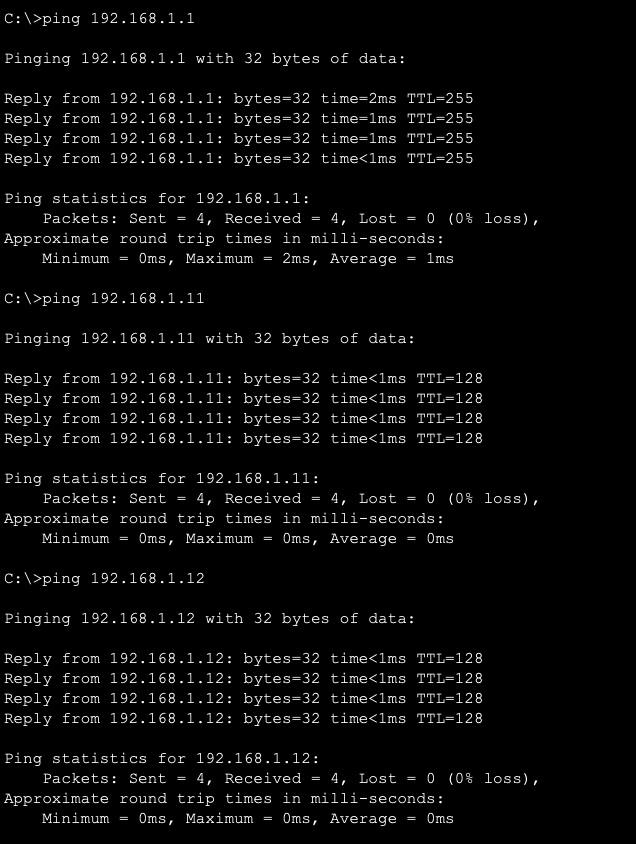 C:\>ping 192.168.1.1
Pinging 192.168.1.1 with 32 bytes of data:
Reply from 192.168.1.1: bytes=32 time=2ms TTL=255
Reply from 192.168.1.1: bytes=32 time=1ms TTL=255
Reply from 192.168.1.1: bytes=32 time=1ms TTL=255
Reply from 192.168.1.1: bytes=32 time<1ms TTL=255
Ping statistics for 192.168.1.1:
    Packets: Sent = 4, Received = 4, Lost = 0 (0% loss),
Approximate round trip times in milli-seconds:
    Minimum = 0ms, Maximum = 2ms, Average = 1ms
C:\>ping 192.168.1.11
Pinging 192.168.1.11 with 32 bytes of data:
Reply from 192.168.1.11: bytes=32 time<1ms TTL=128
Reply from 192.168.1.11: bytes=32 time<1ms TTL=128
Reply from 192.168.1.11: bytes=32 time<1ms TTL=128
Reply from 192.168.1.11: bytes=32 time<1ms TTL=128
Ping statistics for 192.168.1.11:
    Packets: Sent = 4, Received = 4, Lost = 0 (0% loss),
Approximate round trip times in milli-seconds:
    Minimum = 0ms, Maximum = 0ms, Average = 0ms
C:\>ping 192.168.1.12
Pinging 192.168.1.12 with 32 bytes of data:
Reply from 192.168.1.12: bytes=32 time<1ms TTL=128
Reply from 192.168.1.12: bytes=32 time<1ms TTL=128
Reply from 192.168.1.12: bytes=32 time<1ms TTL=128
Reply from 192.168.1.12: bytes=32 time<1ms TTL=128
Ping statistics for 192.168.1.12:
    Packets: Sent = 4, Received = 4, Lost = 0 (0% loss),
Approximate round trip times in milli-seconds:
    Minimum = 0ms, Maximum = 0ms, Average = 0ms